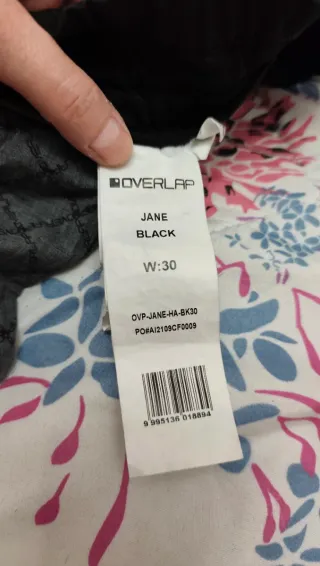 OVERLAP
JANE
BLACK
W:30
OVP-JANE-HA-BK30
PO#AI2109CF0009
9 995136 018894